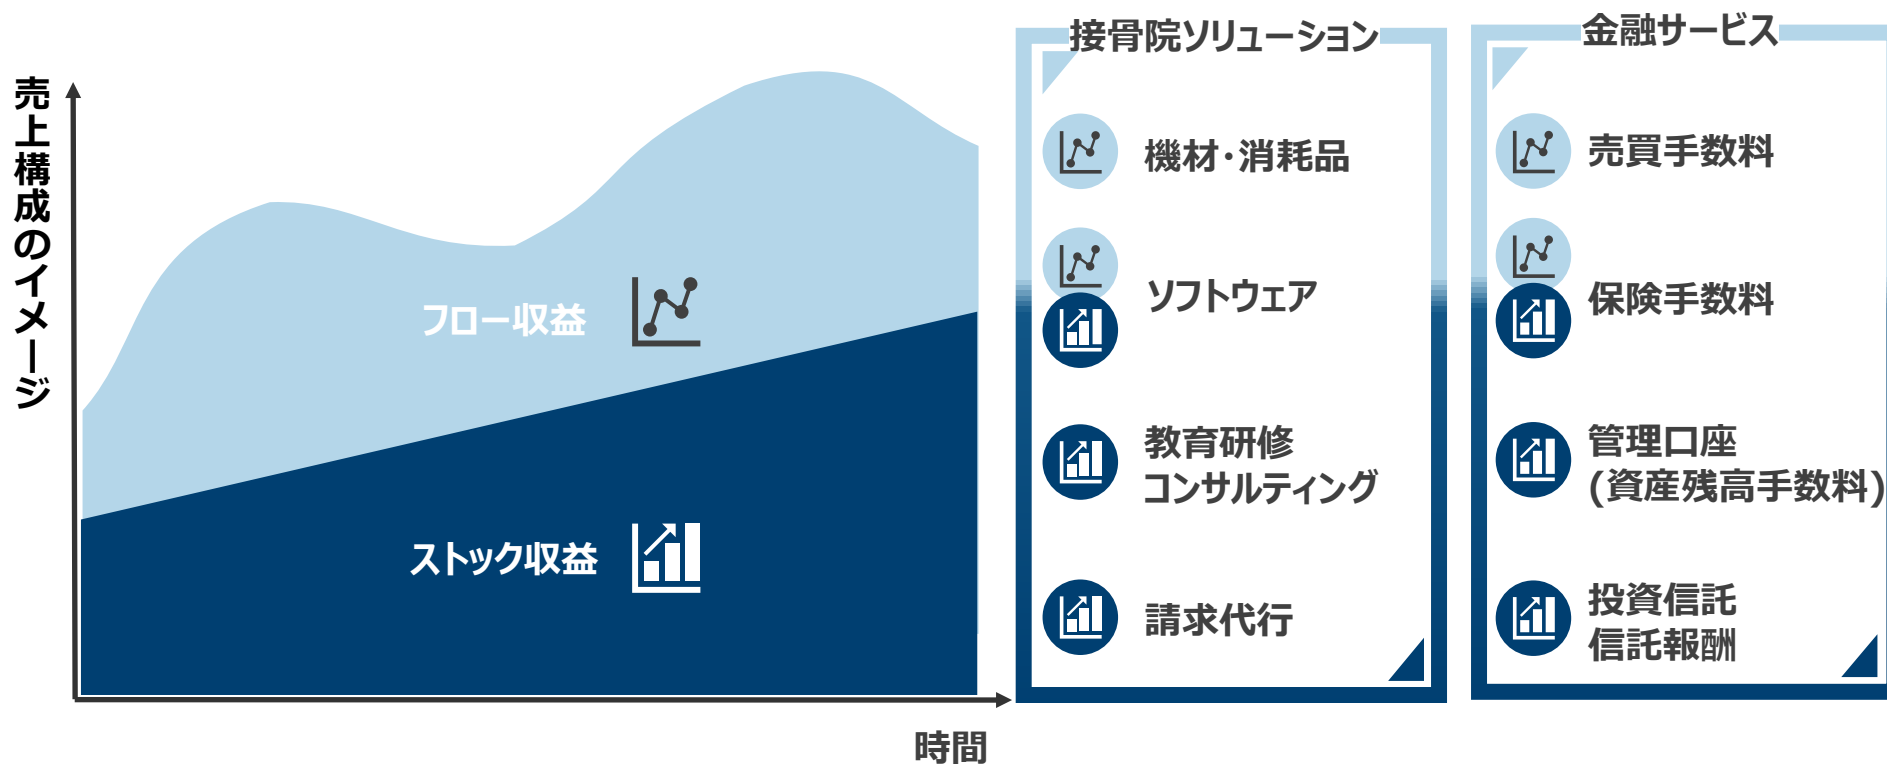 売上構成のイメージ
フロー収益
ストック収益
時間
接骨院ソリューション
機材・消耗品
ソフトウェア
教育研修
コンサルティング
請求代行
金融サービス
売買手数料
保険手数料
管理口座
(資産残高手数料)
投資信託
信託報酬